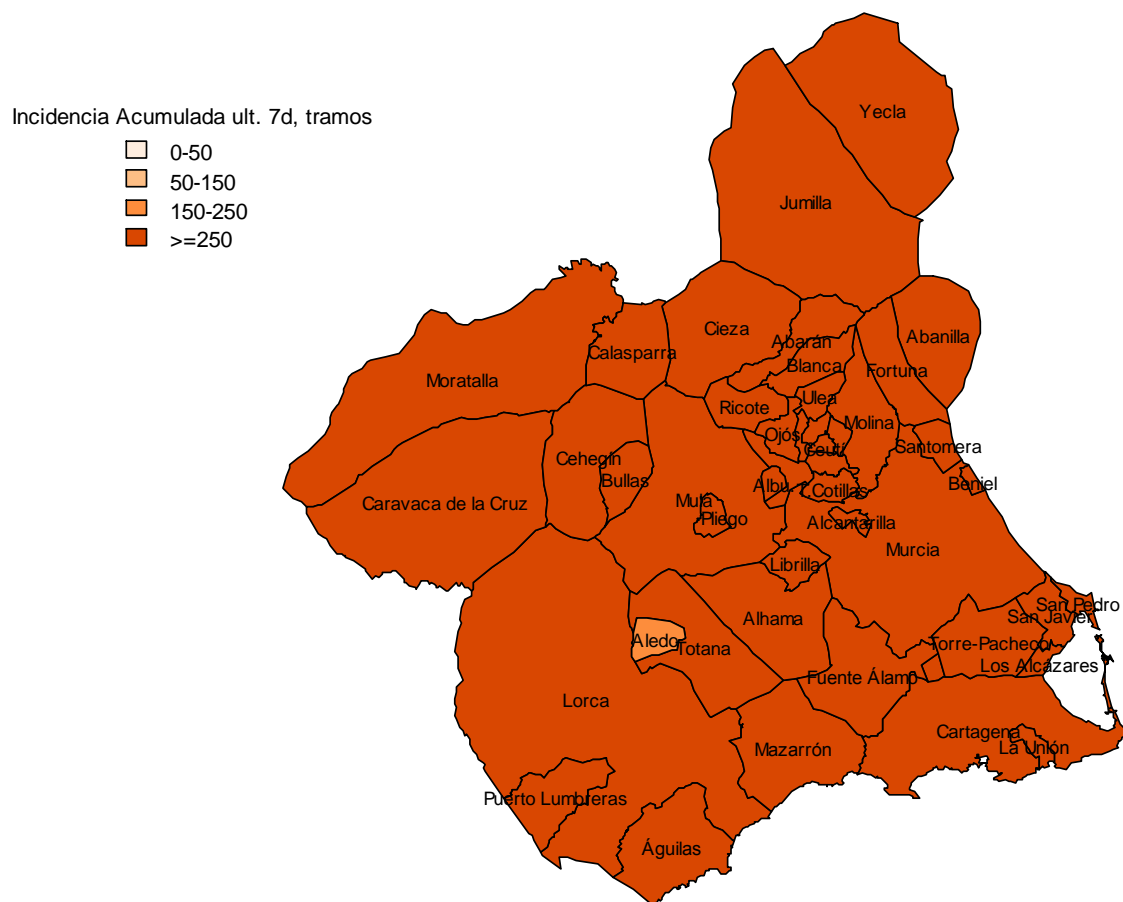 Incidencia Acumulada ult. 7d, tramos
0-50
50-150
150-250
>=250
Yecla
Jumilla
Cieza
Abarán
Abanilla
Calasparra
Blanca
Fortuna
Moratalla
Ulea
Ricote
Molina
Ojós
Santomera
Ceutí
Cehegín
Bullas
Albu.
Cotillas
Beniel
Caravaca de la Cruz
Mula
Pliego
Alcantarilla
Murcia
Librilla
San Pedro
San Javier
Alhama
Aledo
Totana
Torre-Pacheco
Los Alcázares
Fuente Álamo
Lorca
Cartagena
La Unión
Mazarrón
Puerto Lumbreras
Águilas